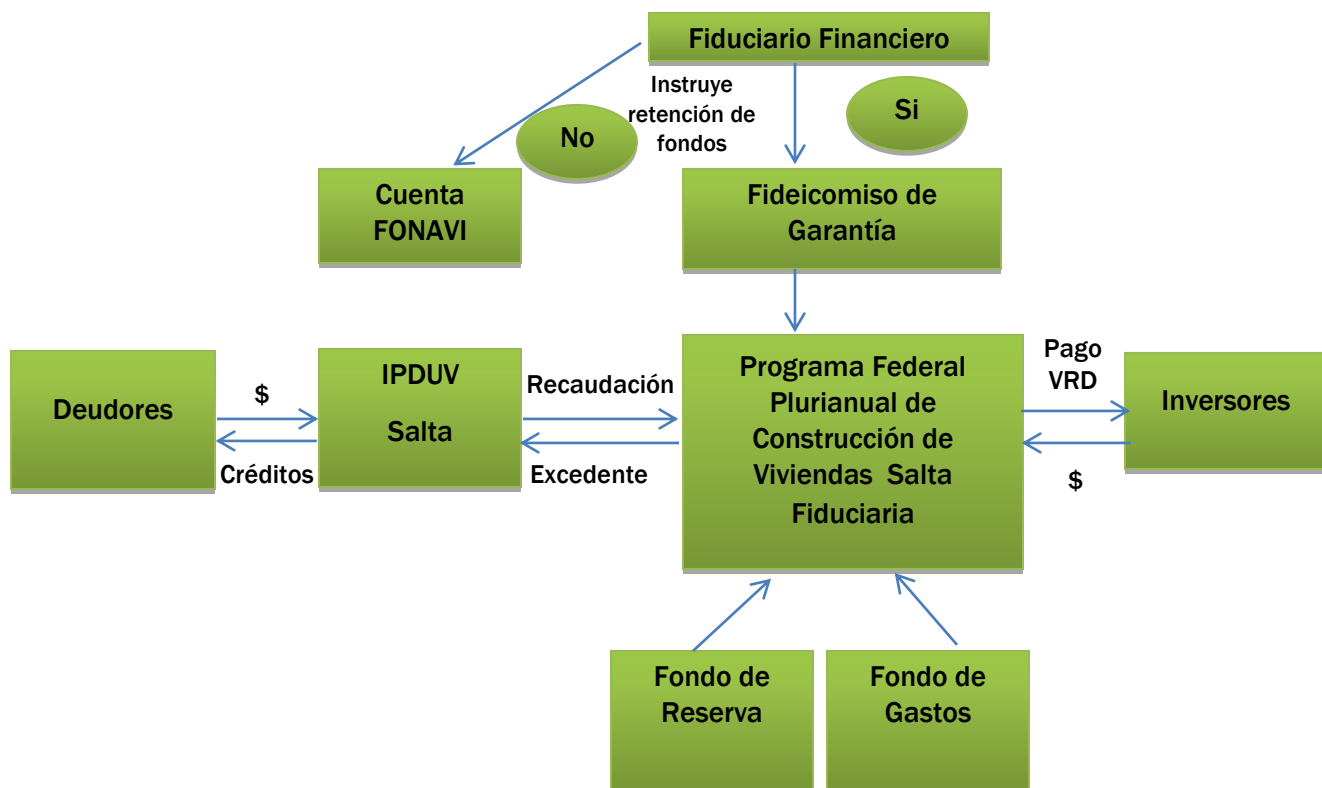 Fiduciario Financiero
Instruye
retención de
fondos
Si
No
Cuenta
FONAVI
Fideicomiso de
Garantía
Deudores
$
Créditos
IPDUV
Salta
Recaudación
Excedente
Programa Federal
Plurianual de
Construcción de
Viviendas Salta
Fiduciaria
Pago
VRD
$
Inversores
Fondo de
Reserva
Fondo de
Gastos